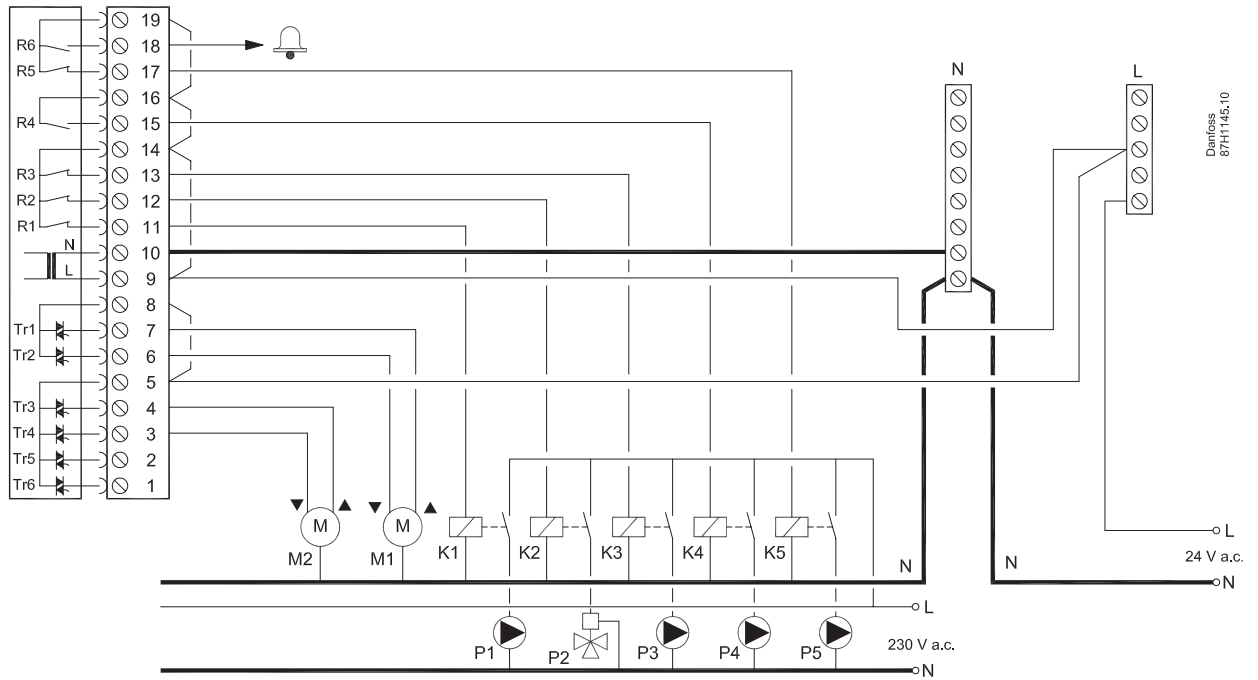 19
R6 18
R5 17
16
R4 15
14
R3 13
R2 12
R1 11
N 10
L 9
8
Tr1 7
Tr2 6
5
Tr3 4
Tr4 3
Tr5 2
Tr6 1
N
L
Danfoss
87H1145.10
M M
M2 M1 K1 K2 K3 K4 K5
L
24 V a.c.
N N N
L
P1 P2 P3 P4 P5
230 V a.c.
N